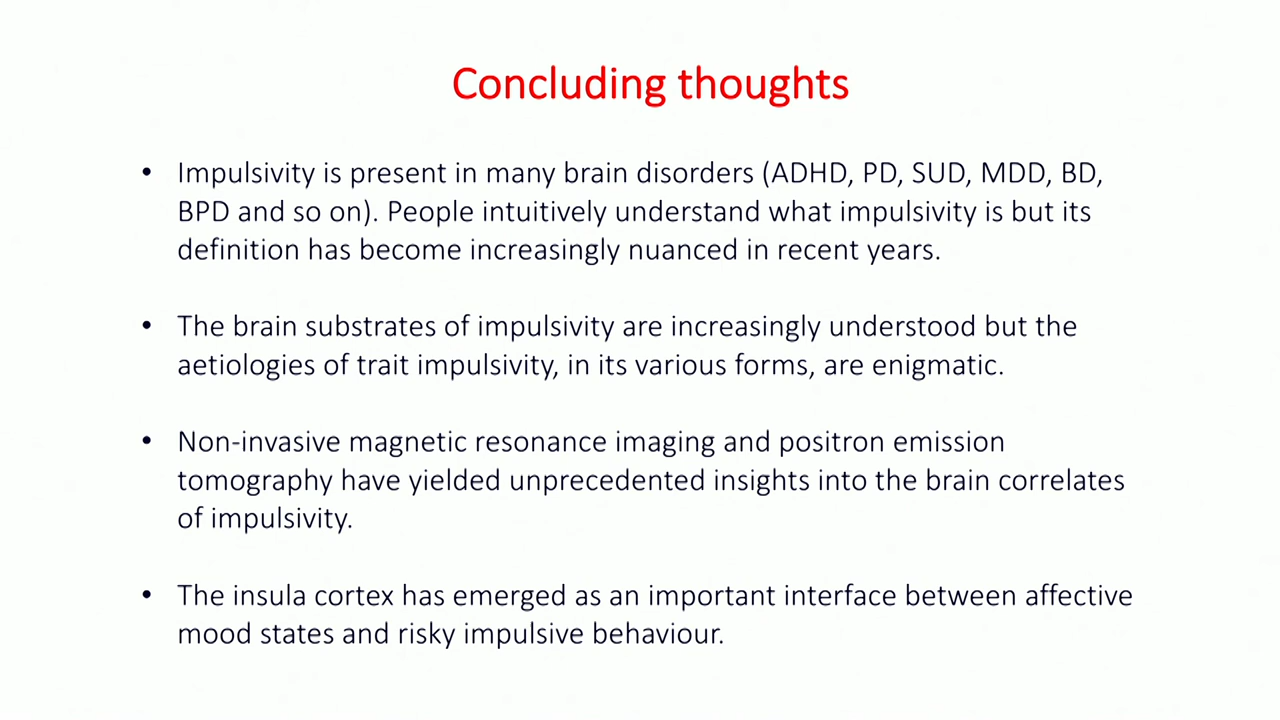 Concluding thoughts
• Impulsivity is present in many brain disorders (ADHD, PD, SUD, MDD, BD,
BPD and so on). People intuitively understand what impulsivity is but its
definition has become increasingly nuanced in recent years.
• The brain substrates of impulsivity are increasingly understood but the
aetiologies of trait impulsivity, in its various forms, are enigmatic.
• Non-invasive magnetic resonance imaging and positron emission
tomography have yielded unprecedented insights into the brain correlates
of impulsivity.
• The insula cortex has emerged as an important interface between affective
mood states and risky impulsive behaviour.